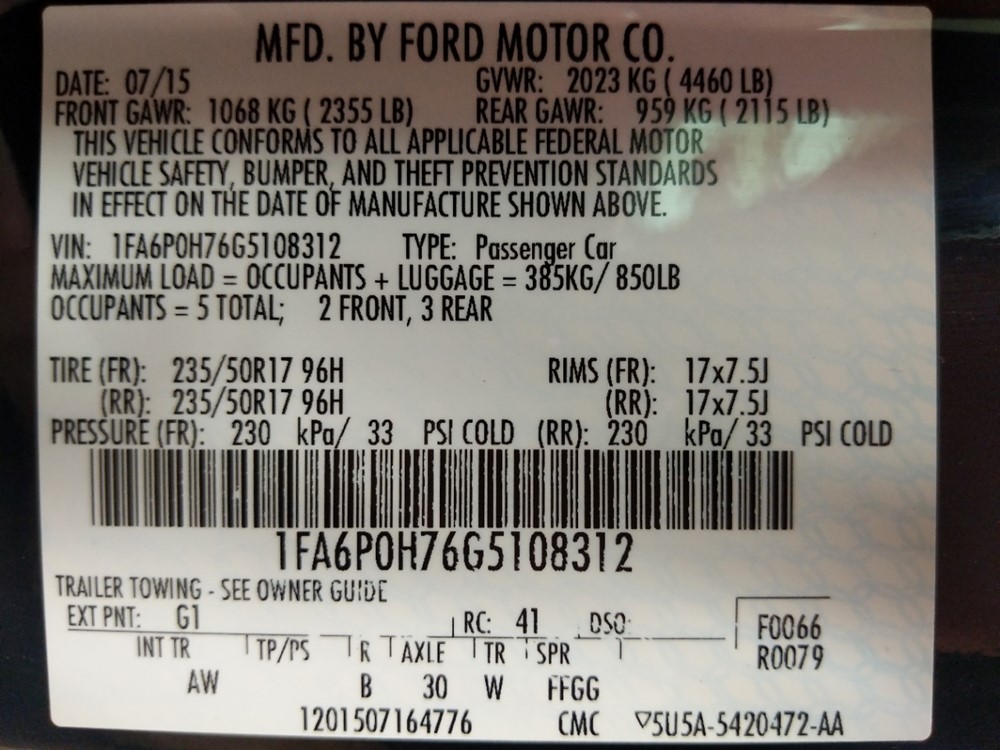 MFD. BY FORD MOTOR CO.
DATE: 07/15 GVWR: 2023 KG ( 4460 LB)
FRONT GAWR: 1068 KG ( 2355 LB) REAR GAWR: 959 KG ( 2115 LB)
THIS VEHICLE CONFORMS TO ALL APPLICABLE FEDERAL MOTOR
VEHICLE SAFETY, BUMPER, AND THEFT PREVENTION STANDARDS
IN EFFECT ON THE DATE OF MANUFACTURE SHOWN ABOVE.
VIN: 1FA6P0H76G5108312 TYPE: Passenger Car
MAXIMUM LOAD = OCCUPANTS + LUGGAGE = 385KG/ 850LB
OCCUPANTS = 5 TOTAL; 2 FRONT, 3 REAR
TIRE (FR): 235/50R17 96H RIMS (FR): 17x7.5J
(RR): 235/50R17 96H (RR): 17x7.5J
PRESSURE (FR): 230 kPa/ 33 PSI COLD (RR): 230 kPa/ 33 PSI COLD
1FA6P0H76G5108312
TRAILER TOWING - SEE OWNER GUIDE
EXT PNT: G1 RC: 41 DSO: F0066
INT TR TP/PS R AXLE TR SPR R0079
AW B 30 W FFGG
1201507164776 CMC ▽5U5A-5420472-AA